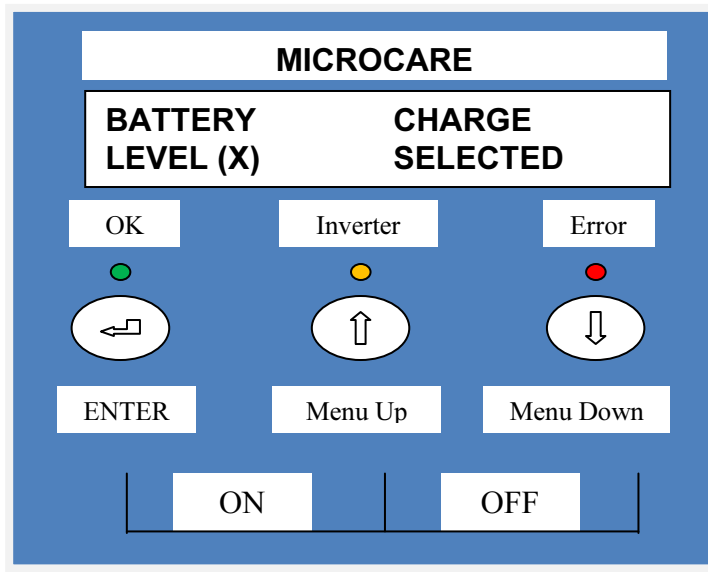 MICROCARE
BATTERY CHARGE
LEVEL (X) SELECTED
OK Inverter Error
ENTER Menu Up Menu Down
ON OFF